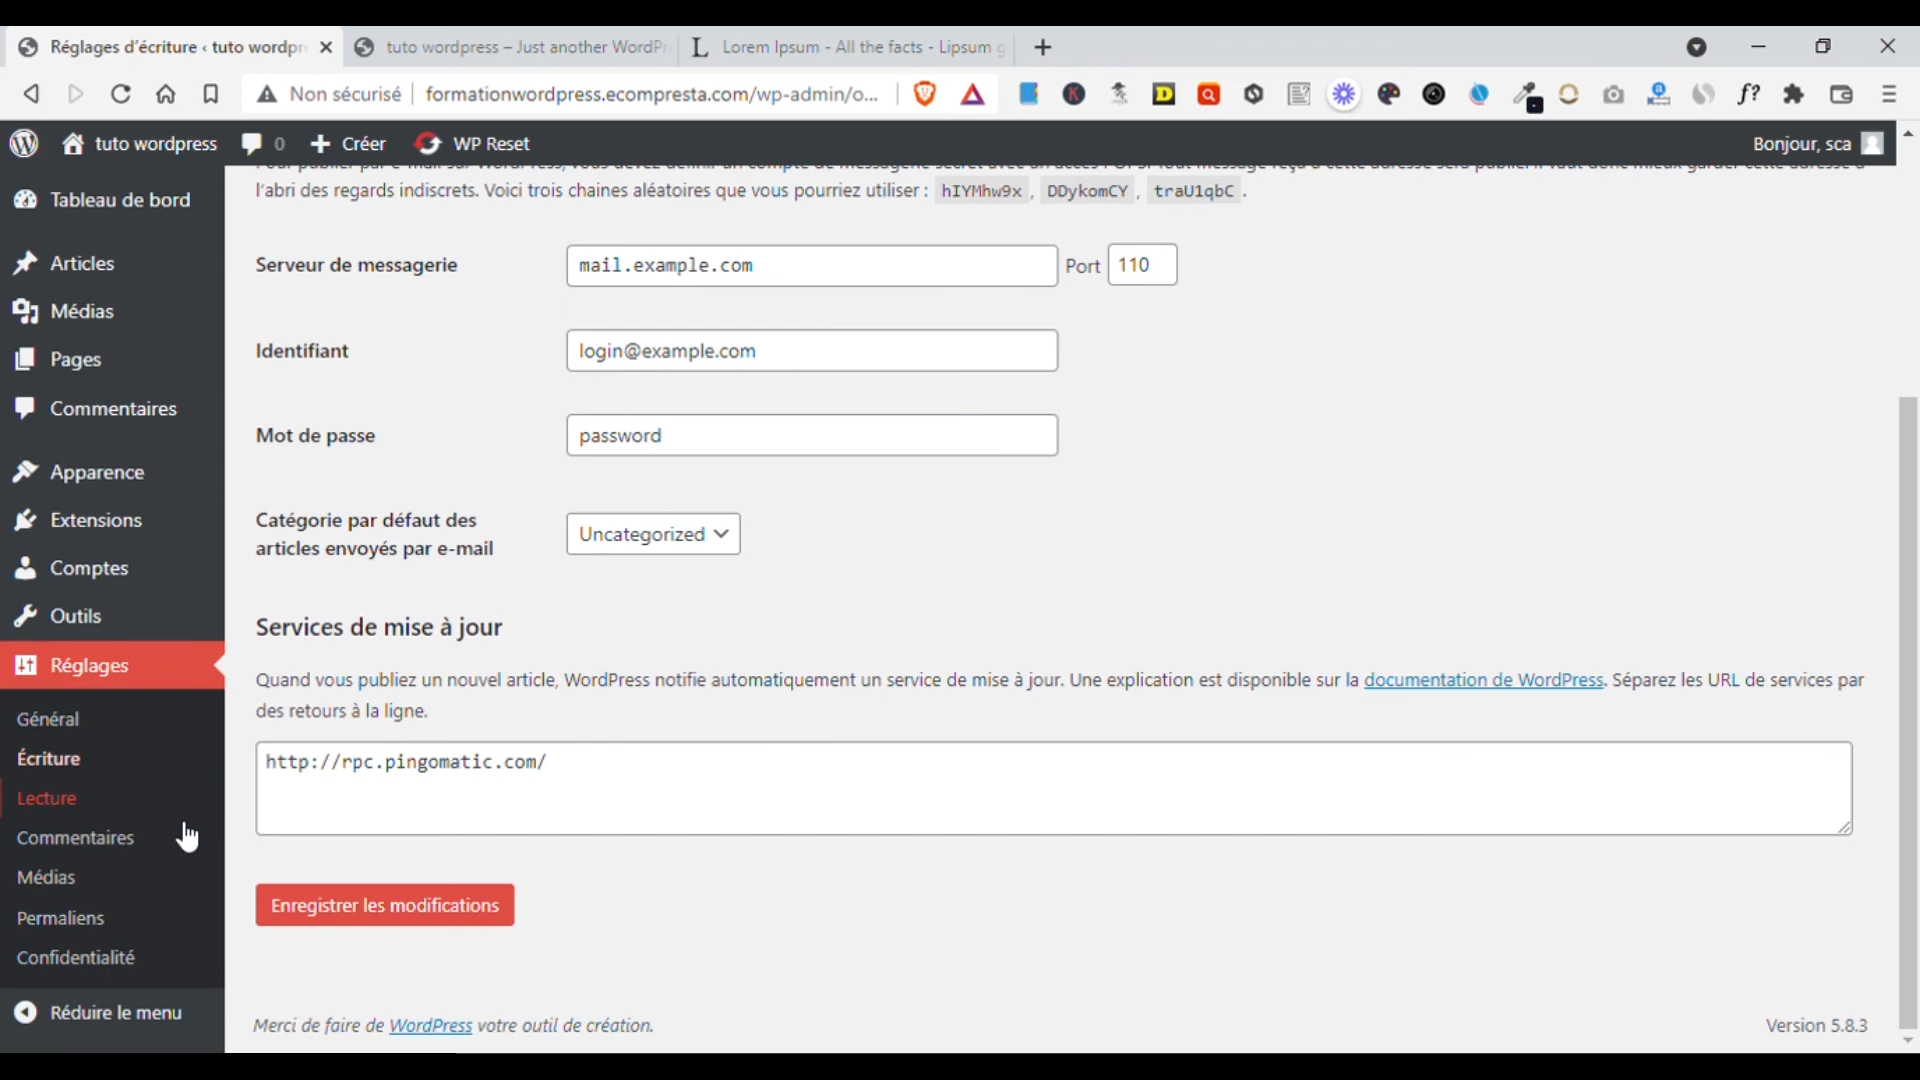 Réglages d'écriture ‹ tuto wordpr
tuto wordpress – Just another WordPr
Lorem Ipsum - All the facts - Lipsum g
Non sécurisé
formationwordpress.ecompresta.com/wp-admin/o...
tuto wordpress
0
Créer
WP Reset
Bonjour, sca
Tableau de bord
Articles
Médias
Pages
Commentaires
Apparence
Extensions
Comptes
Outils
Réglages
Général
Écriture
Lecture
Commentaires
Médias
Permaliens
Confidentialité
Réduire le menu
l'abri des regards indiscrets. Voici trois chaines aléatoires que vous pourriez utiliser : hIYMhw9x , DDykomCY , traU1qbC .
Serveur de messagerie
mail.example.com
Port 110
Identifiant
login@example.com
Mot de passe
password
Catégorie par défaut des
articles envoyés par e-mail
Uncategorized
Services de mise à jour
Quand vous publiez un nouvel article, WordPress notifie automatiquement un service de mise à jour. Une explication est disponible sur la documentation de WordPress. Séparez les URL de services par
des retours à la ligne.
http://rpc.pingomatic.com/
Enregistrer les modifications
Merci de faire de WordPress votre outil de création.
Version 5.8.3